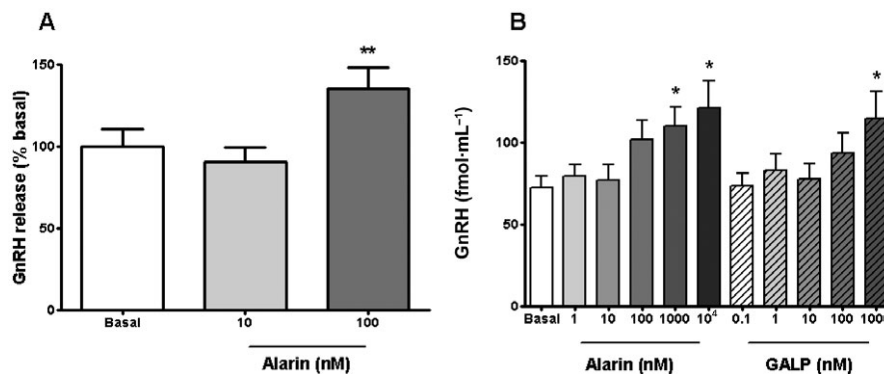 A
GnRH release (% basal)
150
100
50
0
**
Basal 10 100
Alarin (nM)
B
GnRH (fmol·mL⁻¹)
150
100
50
0
* * *
Basal 1 10 100 1000 10⁴ 0.1 1 10 100
Alarin (nM) GALP (nM)